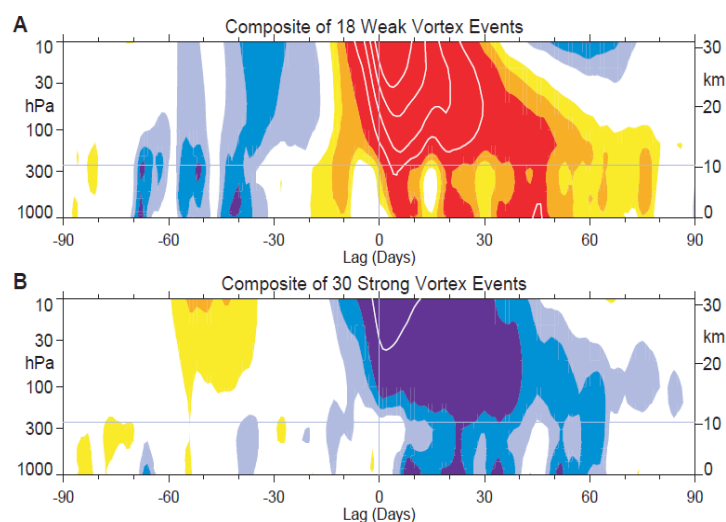 A
Composite of 18 Weak Vortex Events
10
30
hPa
100
300
1000
30
km
20
10
0
-90 -60 -30 0 30 60 90
Lag (Days)
B
Composite of 30 Strong Vortex Events
10
30
hPa
100
300
1000
30
km
20
10
0
-90 -60 -30 0 30 60 90
Lag (Days)